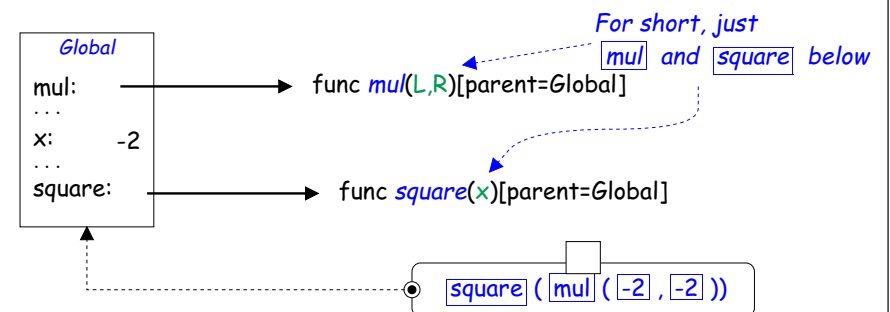 For short, just
mul and square below
Global
mul:
func mul(L,R)[parent=Global]
...
x: -2
...
square:
func square(x)[parent=Global]
square ( mul ( -2 , -2 ))